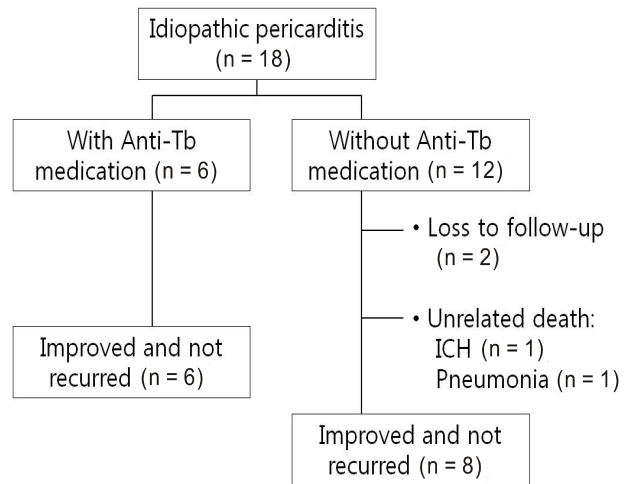 Idiopathic pericarditis
(n = 18)
With Anti-Tb
medication (n = 6)
Without Anti-Tb
medication (n = 12)
• Loss to follow-up
(n = 2)
• Unrelated death:
ICH (n = 1)
Pneumonia (n = 1)
Improved and not
recurred (n = 6)
Improved and not
recurred (n = 8)